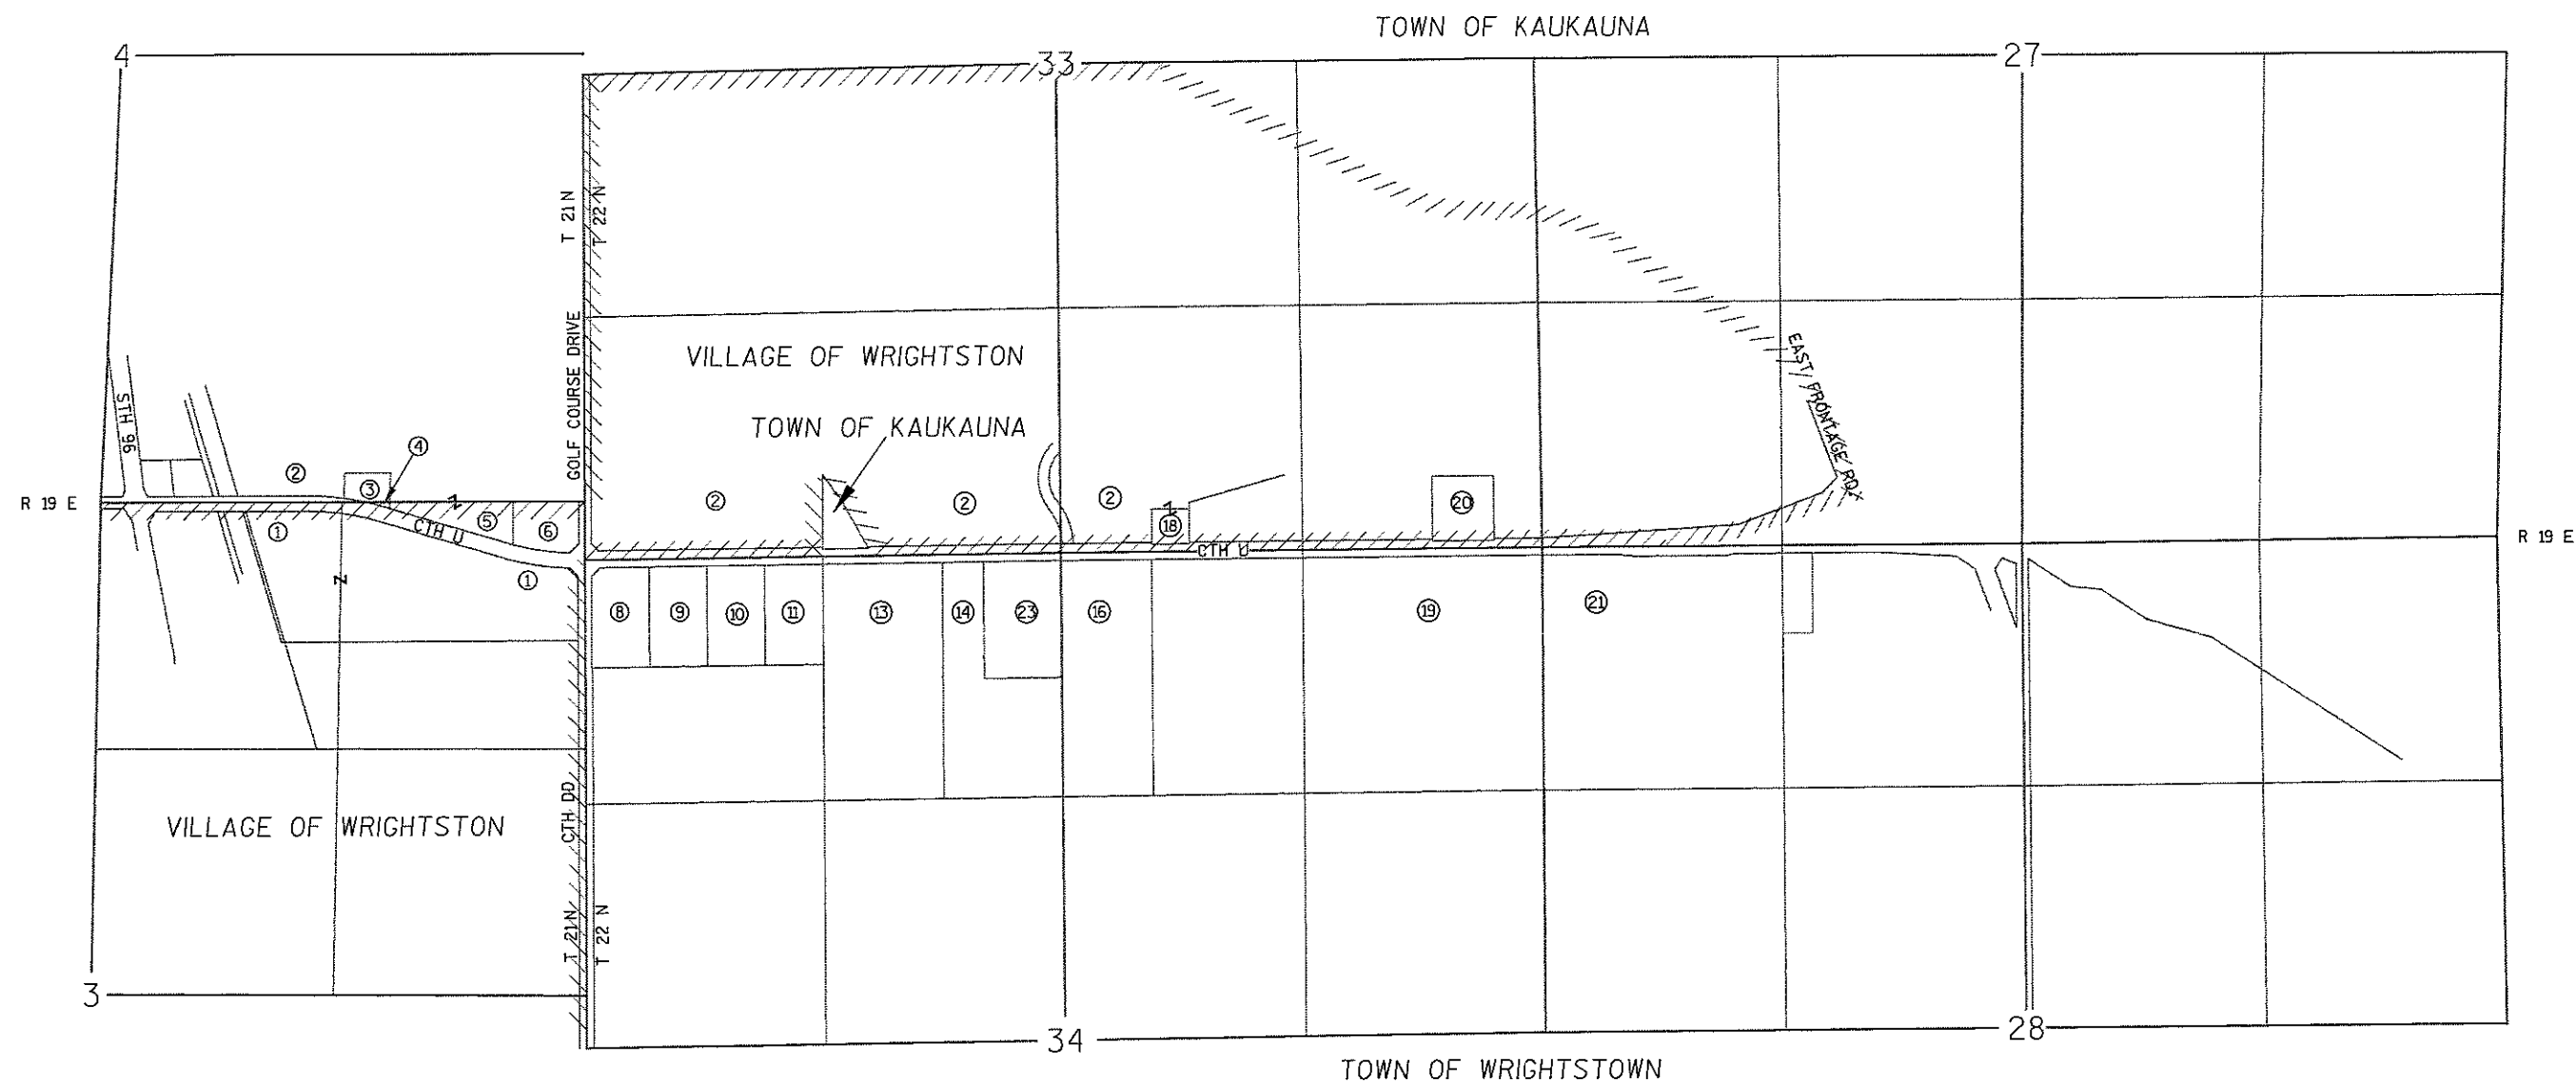 TOWN OF KAUKAUNA
4
33
27
T 21 N
T 22 N
GOLF COURSE DRIVE
VILLAGE OF WRIGHTSTON
EAST FRONTAGE RD.
STH 96
TOWN OF KAUKAUNA
4
2
3
2
2
2
20
R 19 E
5
6
18
R 19 E
1
CTH U
CTH U
1
8
9
10
11
13
14
23
16
19
21
CTH DD
VILLAGE OF WRIGHTSTON
T 21 N
T 22 N
3
34
28
TOWN OF WRIGHTSTOWN